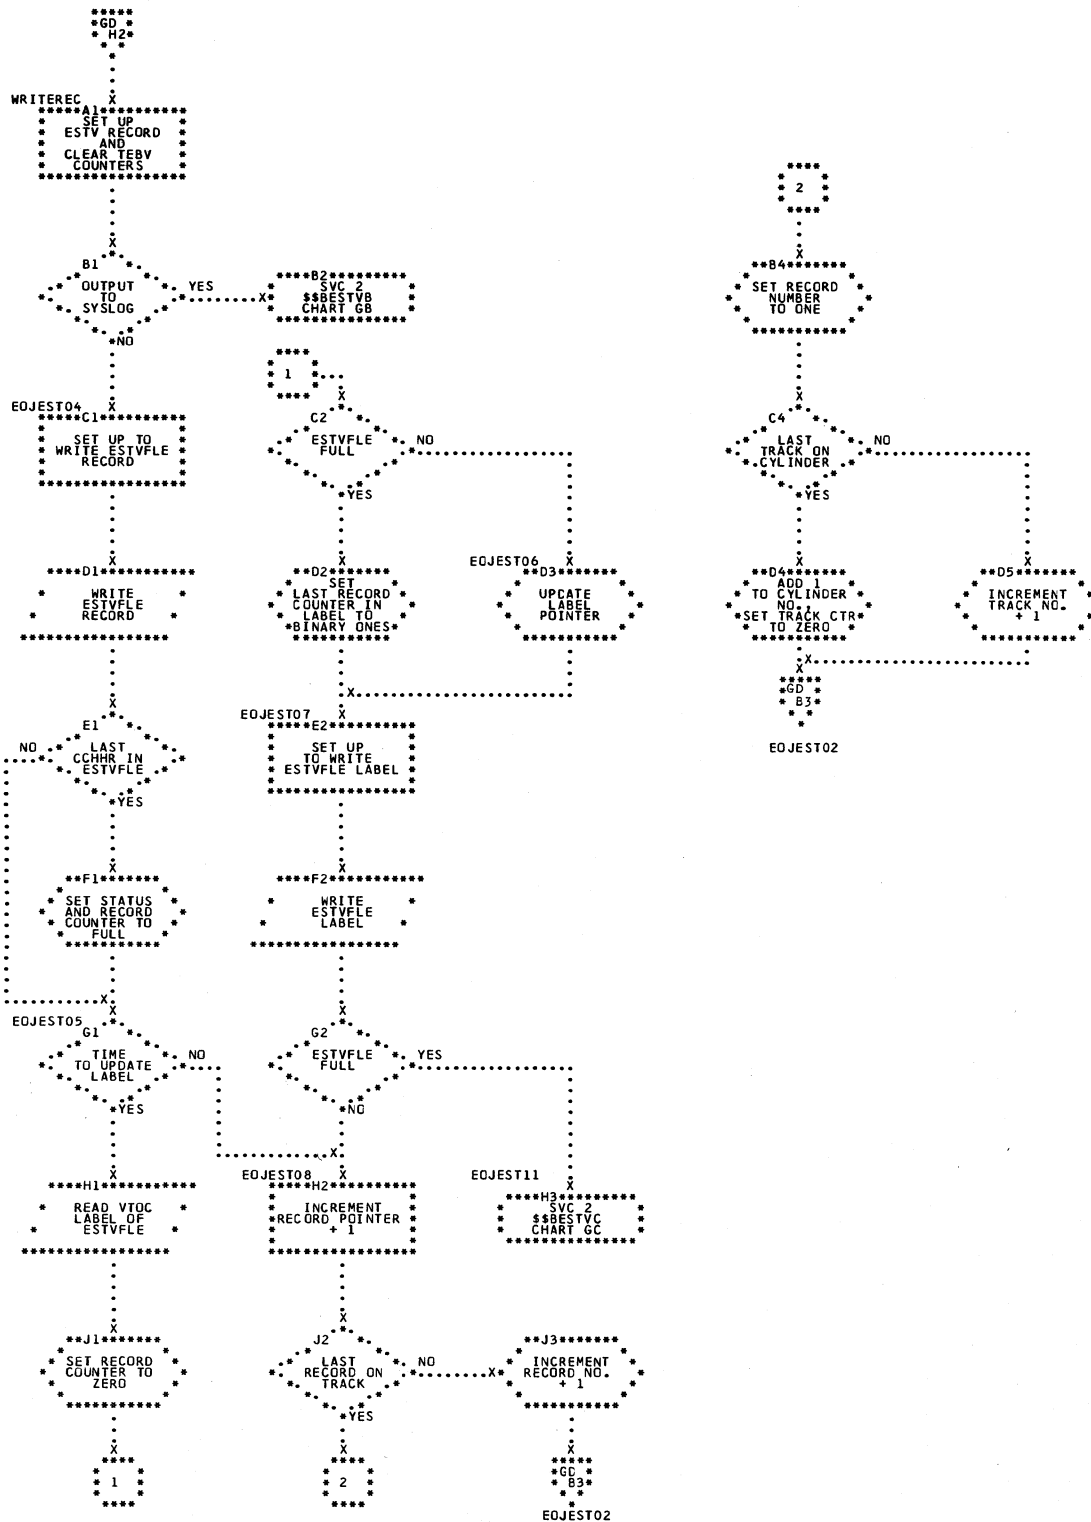 GD
H2
WRITEREC
A1
SET UP
ESTV RECORD
AND
CLEAR TEBV
COUNTERS
B1
OUTPUT
TO
SYSLOG
YES
NO
B2
SVC 2
$$BESTVB
CHART GB
EOJEST04
C1
SET UP TO
WRITE ESTVFLE
RECORD
D1
WRITE
ESTVFLE
RECORD
E1
LAST
CCHHR IN
ESTVFLE
NO
YES
F1
SET STATUS
AND RECORD
COUNTER TO
FULL
EOJEST05
G1
TIME
TO UPDATE
LABEL
NO
YES
H1
READ VTOC
LABEL OF
ESTVFLE
J1
SET RECORD
COUNTER TO
ZERO
1
1
C2
ESTVFLE
FULL
NO
YES
D2
SET
LAST RECORD
COUNTER IN
LABEL TO
BINARY ONES
EOJEST06
D3
UPDATE
LABEL
POINTER
EOJEST07
E2
SET UP
TO WRITE
ESTVFLE LABEL
F2
WRITE
ESTVFLE
LABEL
G2
ESTVFLE
FULL
YES
NO
EOJEST08
H2
INCREMENT
RECORD POINTER
+ 1
EOJEST11
H3
SVC 2
$$BESTVC
CHART GC
J2
LAST
RECORD ON
TRACK
NO
YES
J3
INCREMENT
RECORD NO.
+ 1
2
GD
B3
EOJEST02
2
B4
SET RECORD
NUMBER
TO ONE
C4
LAST
TRACK ON
CYLINDER
NO
YES
D4
ADD 1
TO CYLINDER
NO.,
SET TRACK CTR
TO ZERO
D5
INCREMENT
TRACK NO.
+ 1
GD
B3
EOJEST02